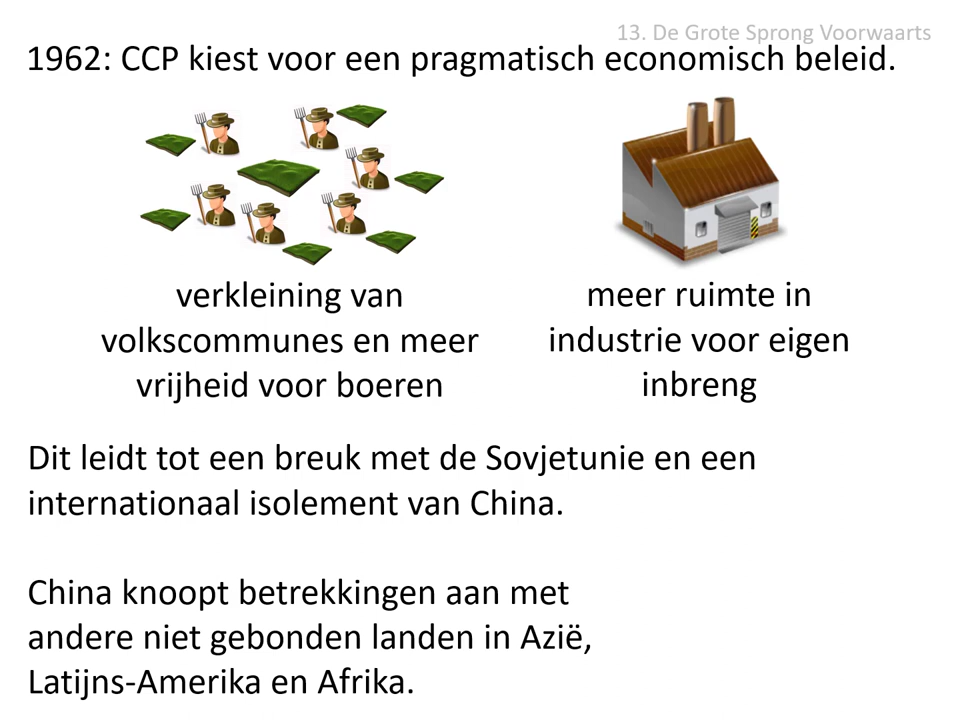 13. De Grote Sprong Voorwaarts
1962: CCP kiest voor een pragmatisch economisch beleid.
verkleining van
volkscommunes en meer
vrijheid voor boeren
meer ruimte in
industrie voor eigen
inbreng
Dit leidt tot een breuk met de Sovjetunie en een
internationaal isolement van China.
China knoopt betrekkingen aan met
andere niet gebonden landen in Azië,
Latijns-Amerika en Afrika.